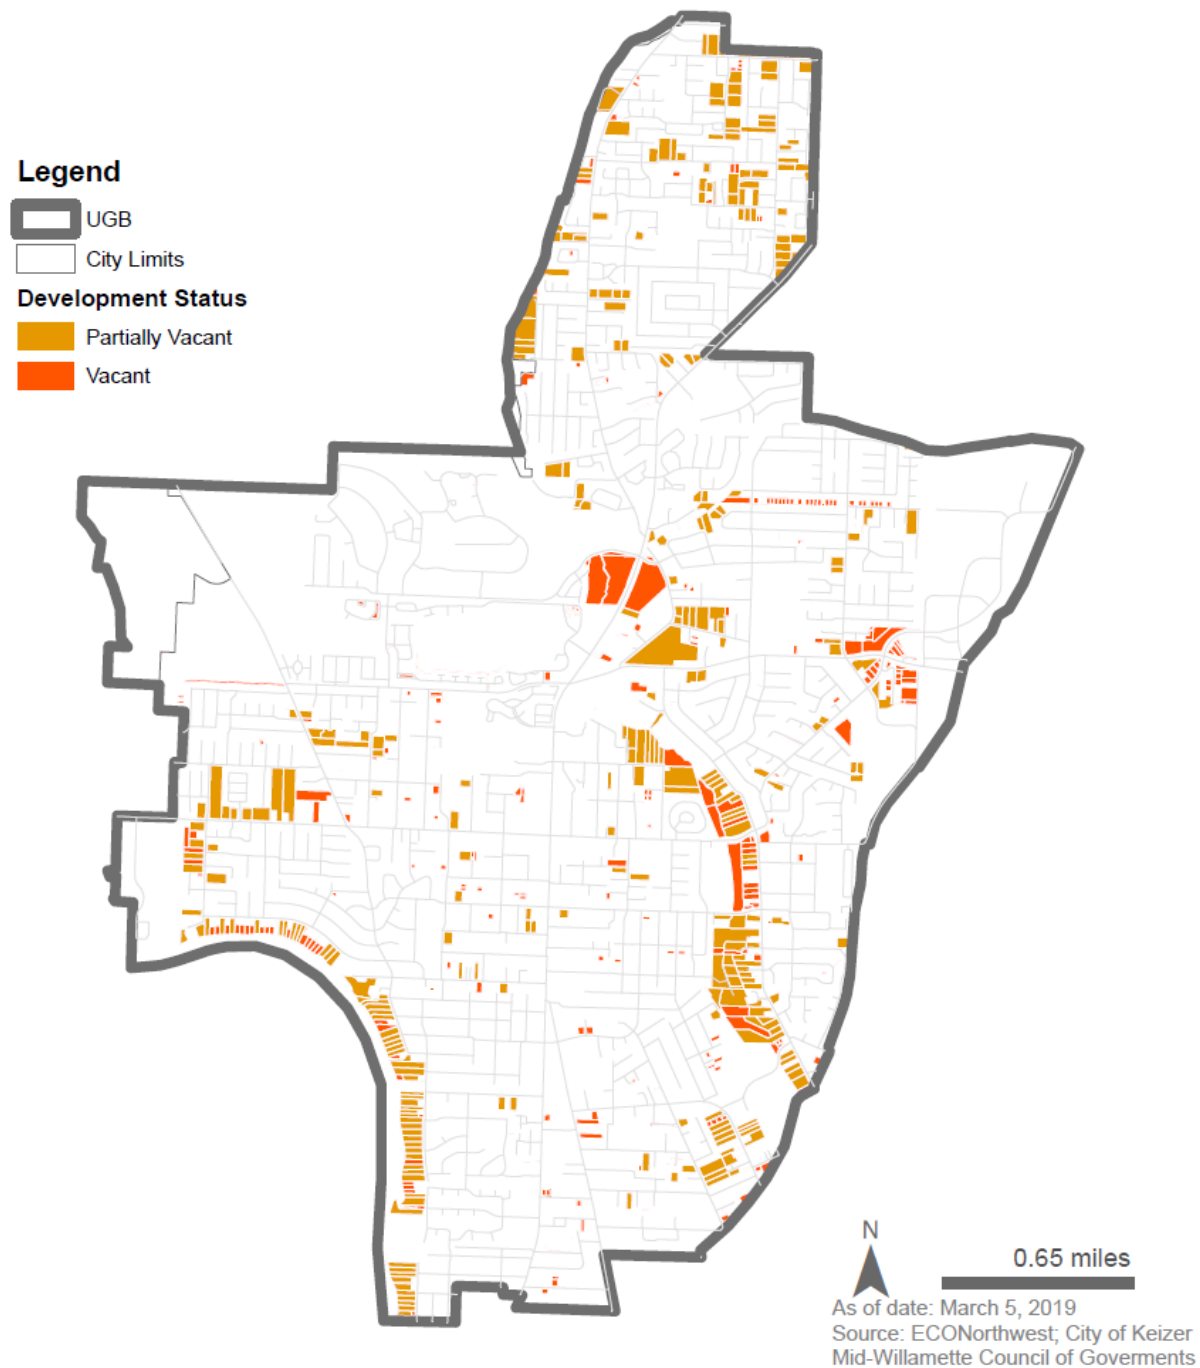 Legend
UGB
City Limits
Development Status
Partially Vacant
Vacant
N
0.65 miles
As of date: March 5, 2019
Source: ECONorthwest; City of Keizer
Mid-Willamette Council of Goverments